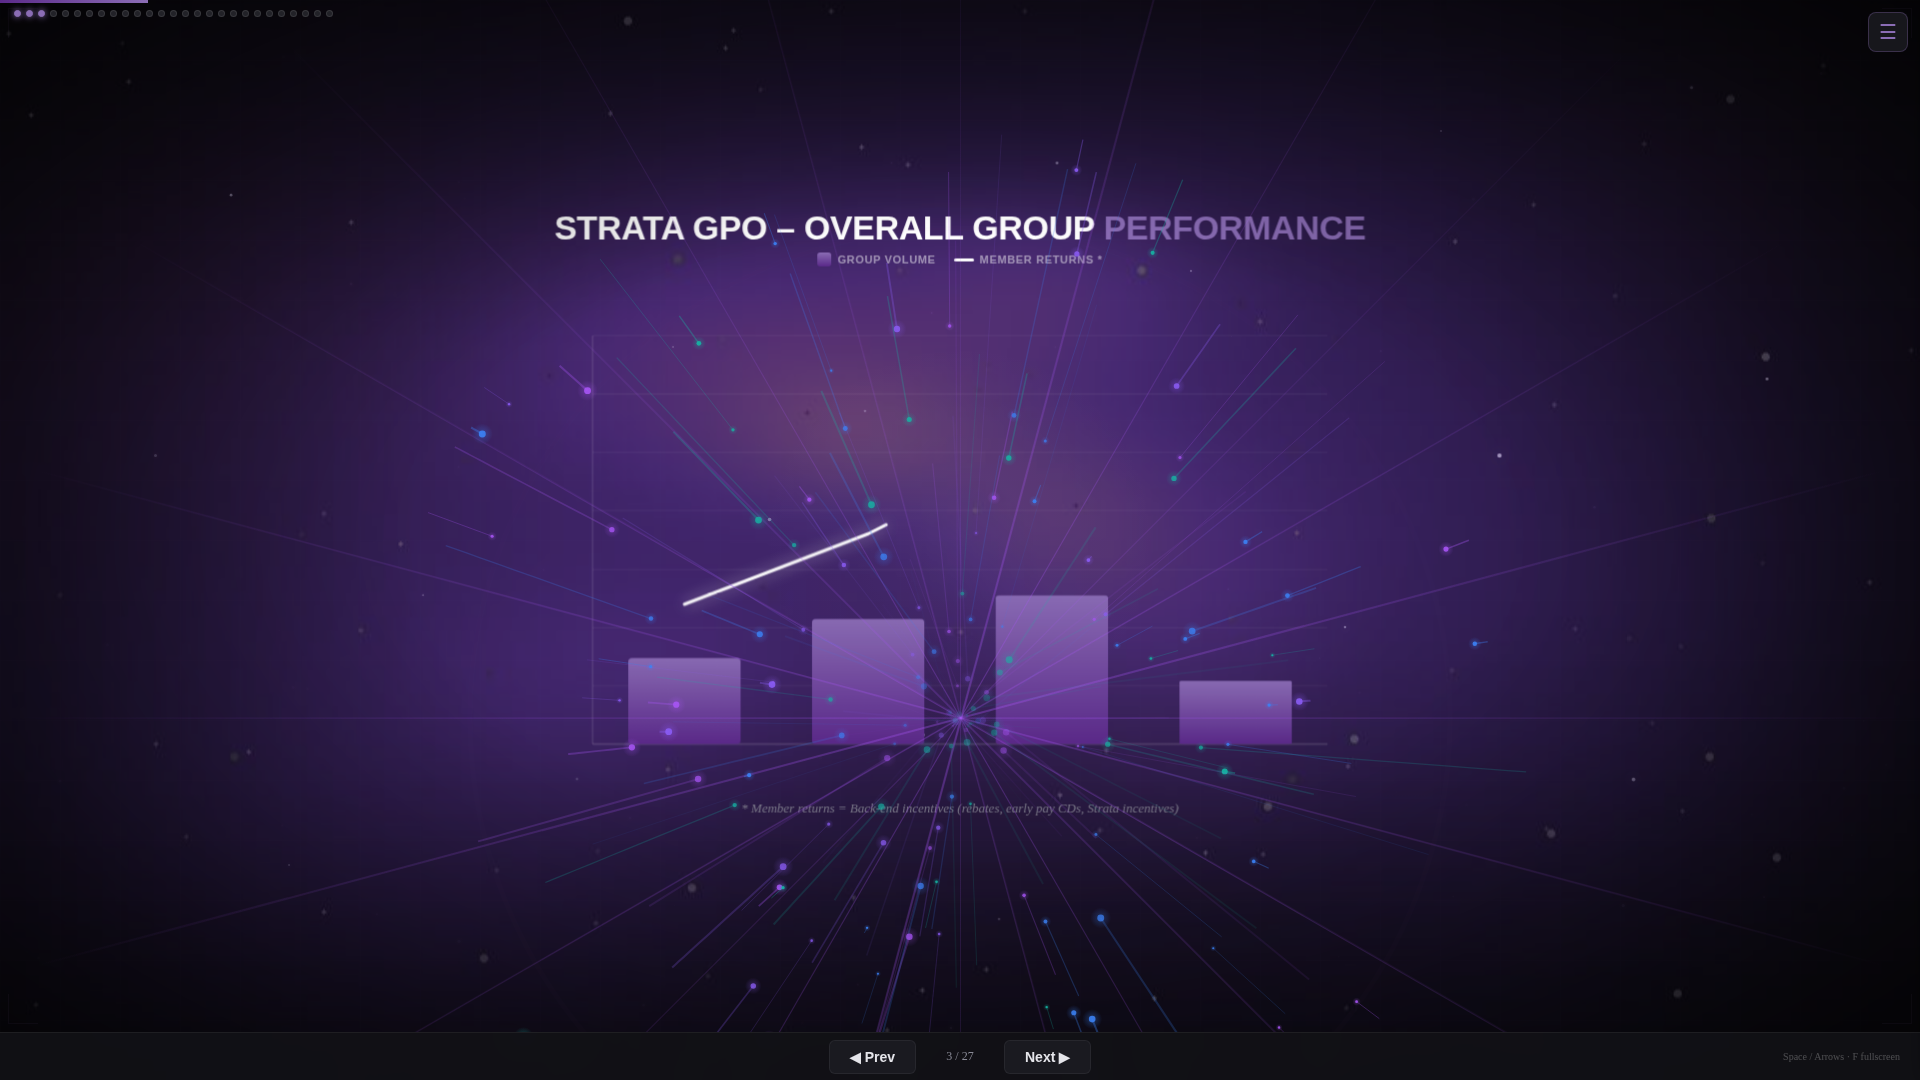 STRATA GPO – OVERALL GROUP PERFORMANCE
GROUP VOLUME MEMBER RETURNS *
* Member returns = Back-end incentives (rebates, early pay CDs, Strata incentives)
◀ Prev 3 / 27 Next ▶
Space / Arrows · F fullscreen